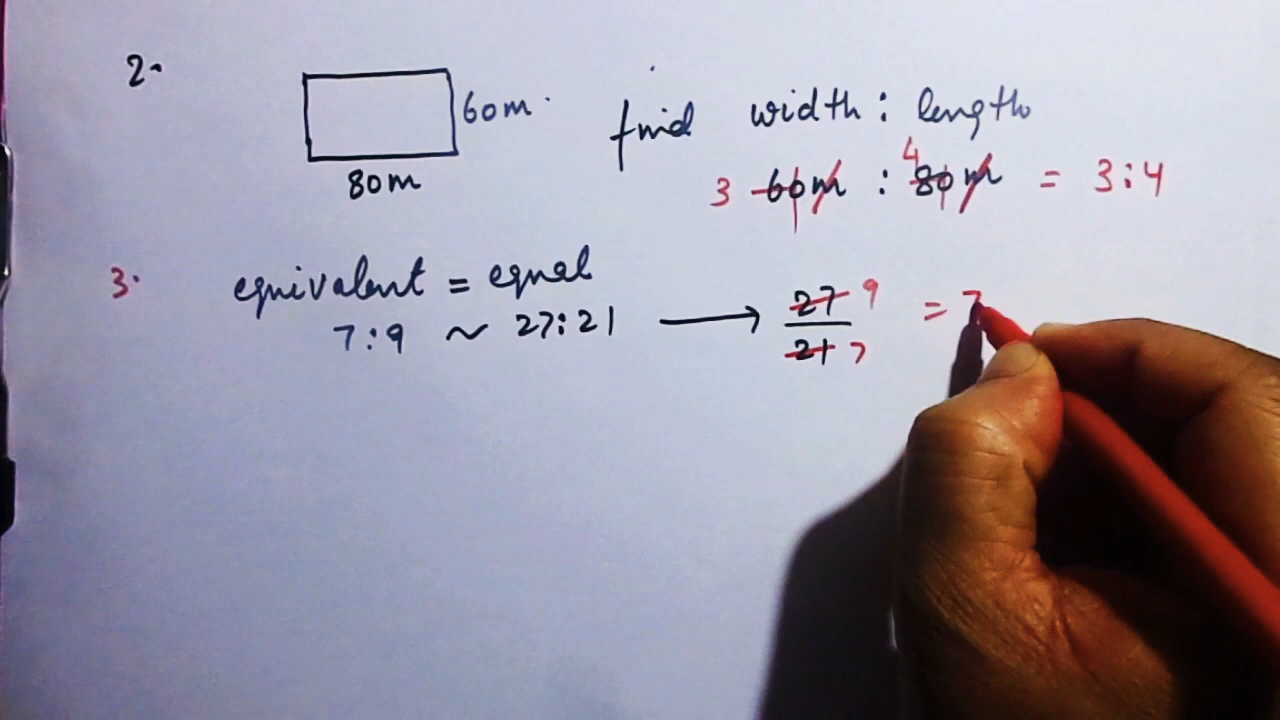 2.
60m
find width : length
80m
3 60m : 4 80m = 3:4
3.
equivalent = equal
7:9 ~ 27:21 → 27 9 = 7
21 7